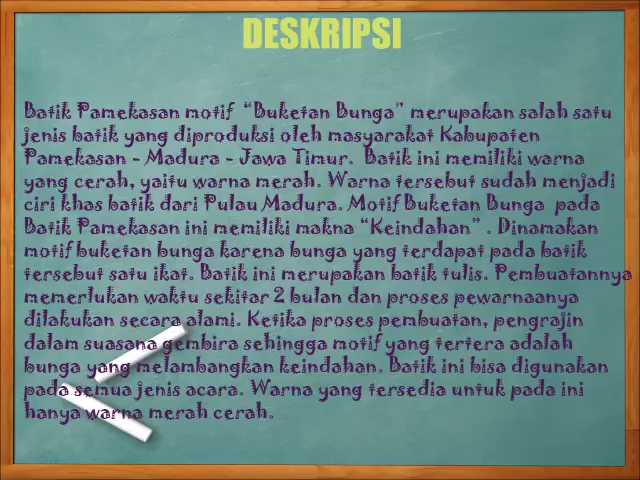 DESKRIPSI
Batik Pamekasan motif “Buketan Bunga” merupakan salah satu
jenis batik yang diproduksi oleh masyarakat Kabupaten
Pamekasan - Madura - Jawa Timur. Batik ini memiliki warna
yang cerah, yaitu warna merah. Warna tersebut sudah menjadi
ciri khas batik dari Pulau Madura. Motif Buketan Bunga pada
Batik Pamekasan ini memiliki makna “Keindahan” . Dinamakan
motif buketan bunga karena bunga yang terdapat pada batik
tersebut satu ikat. Batik ini merupakan batik tulis. Pembuatannya
memerlukan waktu sekitar 2 bulan dan proses pewarnaanya
dilakukan secara alami. Ketika proses pembuatan, pengrajin
dalam suasana gembira sehingga motif yang tertera adalah
bunga yang melambangkan keindahan. Batik ini bisa digunakan
pada semua jenis acara. Warna yang tersedia untuk pada ini
hanya warna merah cerah.